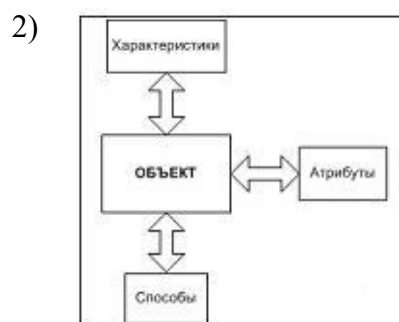 2)
Характеристики
ОБЪЕКТ
Атрибуты
Способы